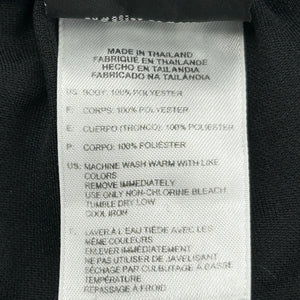 MADE IN THAILAND
FABRIQUÉ EN THAÏLANDE
HECHO EN TAILANDIA
FABRICADO NA TAILÂNDIA
US: BODY: 100% POLYESTER
F: CORPS: 100% POLYESTER
E: CUERPO (TRONCO): 100% POLIÉSTER
P: CORPO: 100% POLIÉSTER
US: MACHINE WASH WARM WITH LIKE
COLORS
REMOVE IMMEDIATELY
USE ONLY NON-CHLORINE BLEACH
TUMBLE DRY LOW
COOL IRON
LAVER À L'EAU TIÈDE AVEC LES
MÊME COULEURS
ENLEVER IMMÉDIATEMENT
NE PAS UTILISER DE JAVELISANT
SÉCHAGE PAR CULBUTAGE À BASSE
TEMPÉRATURE
REPASSAGE À FROID